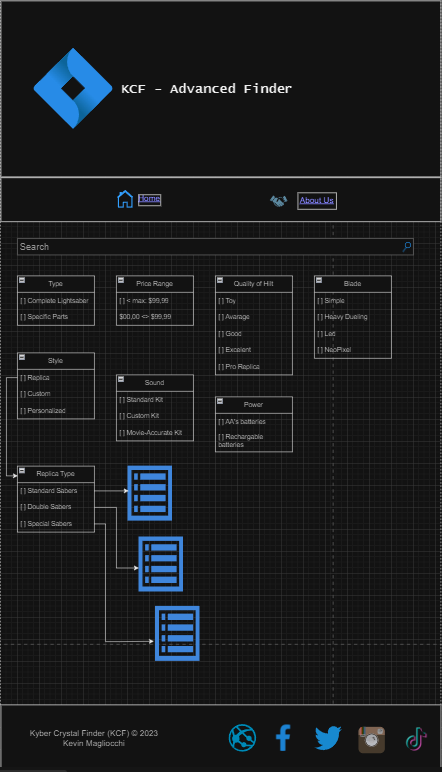 KCF - Advanced Finder
Home
About Us
Search
Type
[ ] Complete Lightsaber
[ ] Specific Parts
Price Range
[ ] < max: $99,99
$00,00 <> $99,99
Quality of Hilt
[ ] Toy
[ ] Avarage
[ ] Good
[ ] Excelent
[ ] Pro Replica
Blade
[ ] Simple
[ ] Heavy Dueling
[ ] Led
[ ] NeoPixel
Style
[ ] Replica
[ ] Custom
[ ] Personalized
Sound
[ ] Standard Kit
[ ] Custom Kit
[ ] Movie-Accurate Kit
Power
[ ] AA's batteries
[ ] Rechargable
batteries
Replica Type
[ ] Standard Sabers
[ ] Double Sabers
[ ] Special Sabers
Kyber Crystal Finder (KCF) © 2023
Kevin Magliocchi